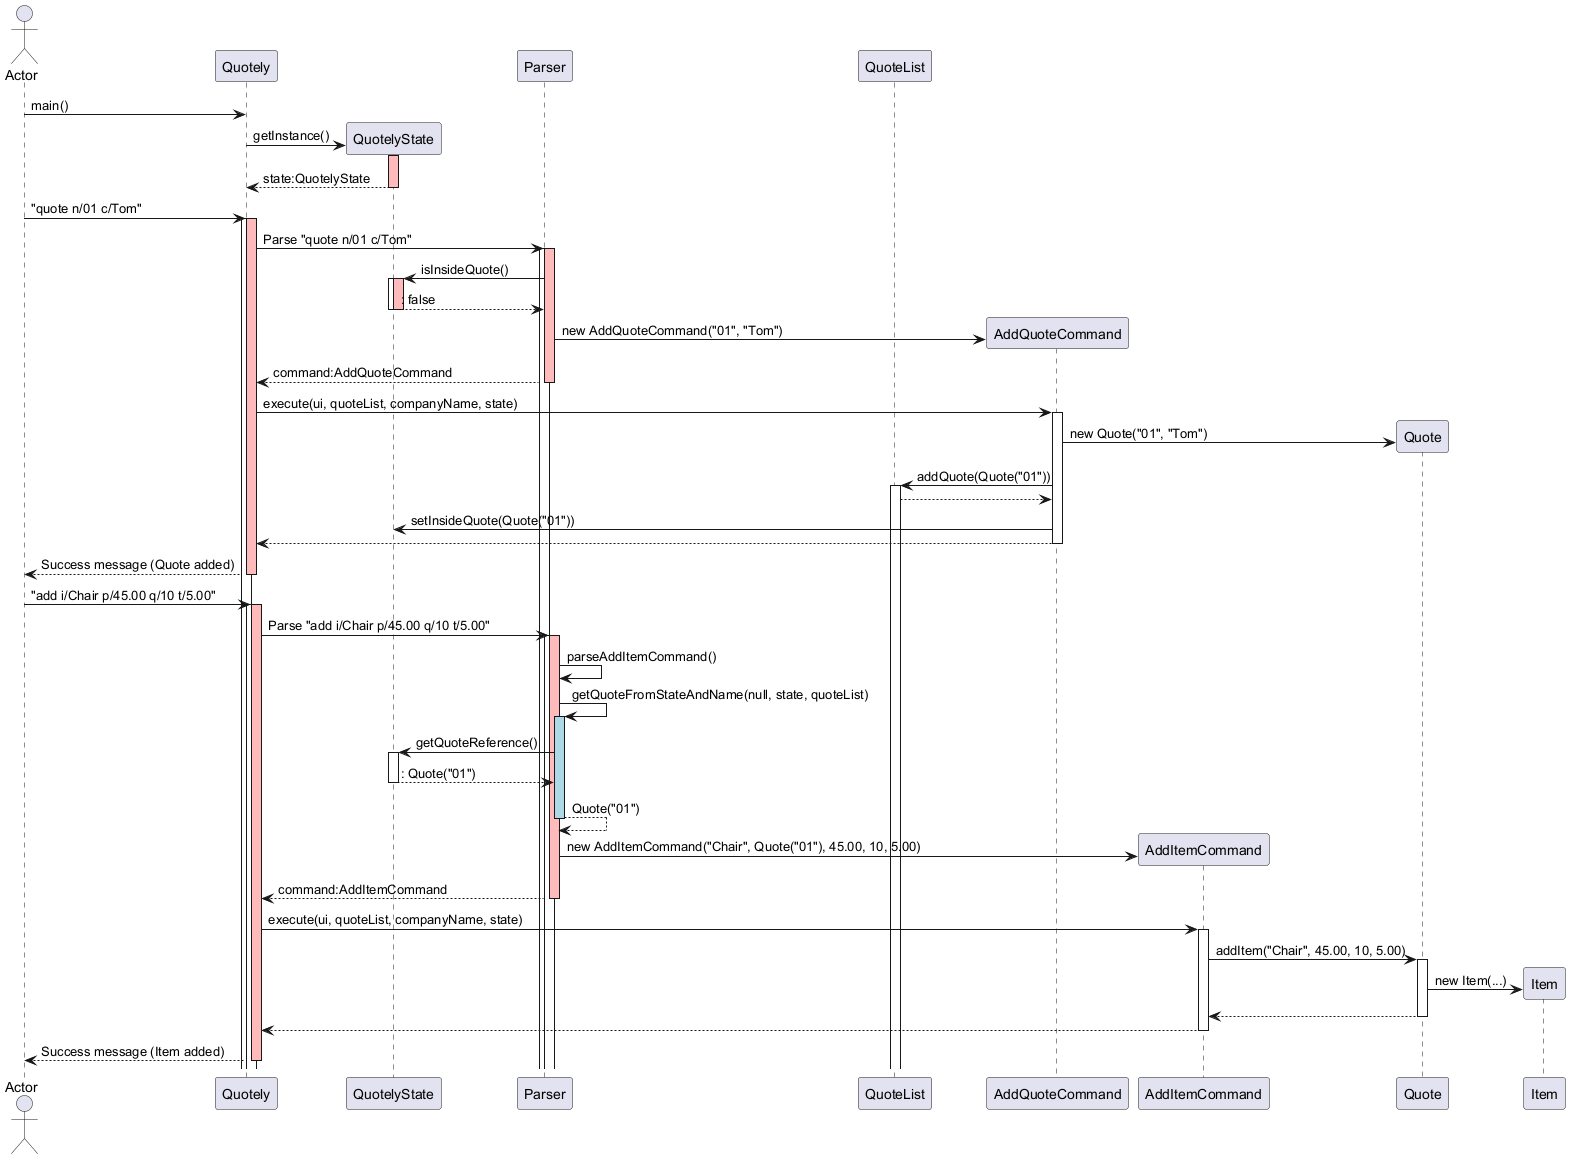 Actor
Quotely
Parser
QuoteList
main()
getInstance()
QuotelyState
state:QuotelyState
"quote n/01 c/Tom"
Parse "quote n/01 c/Tom"
isInsideQuote()
: false
new AddQuoteCommand("01", "Tom")
AddQuoteCommand
command:AddQuoteCommand
execute(ui, quoteList, companyName, state)
new Quote("01", "Tom")
Quote
addQuote(Quote("01"))
setInsideQuote(Quote("01"))
Success message (Quote added)
"add i/Chair p/45.00 q/10 t/5.00"
Parse "add i/Chair p/45.00 q/10 t/5.00"
parseAddItemCommand()
getQuoteFromStateAndName(null, state, quoteList)
getQuoteReference()
: Quote("01")
Quote("01")
new AddItemCommand("Chair", Quote("01"), 45.00, 10, 5.00)
AddItemCommand
command:AddItemCommand
execute(ui, quoteList, companyName, state)
addItem("Chair", 45.00, 10, 5.00)
new Item(...)
Item
Success message (Item added)
Actor
Quotely
QuotelyState
Parser
QuoteList
AddQuoteCommand
AddItemCommand
Quote
Item